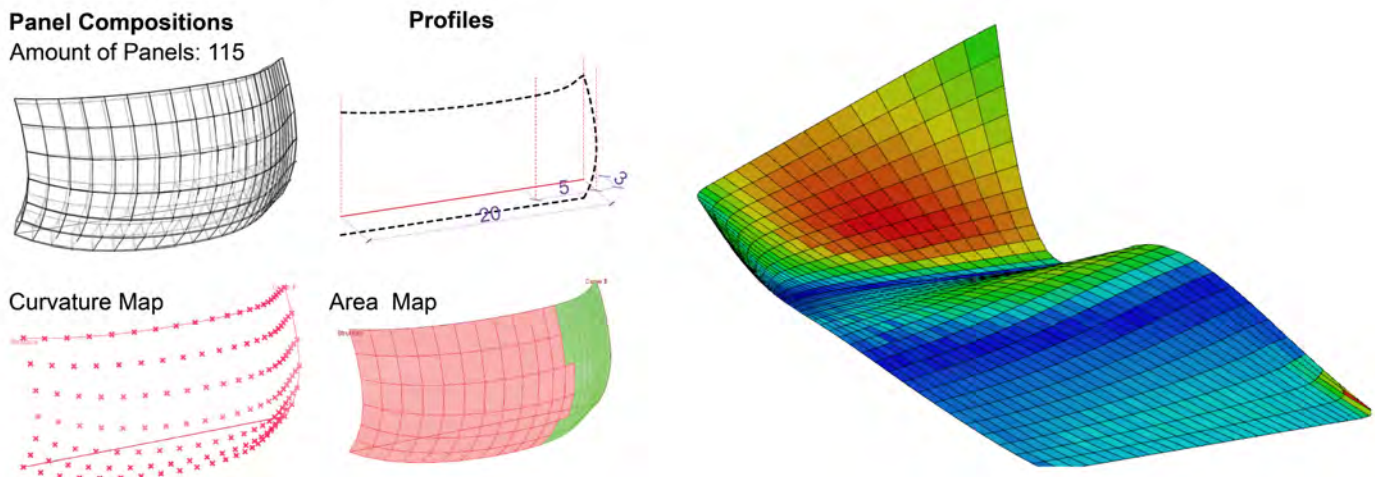 Panel Compositions
Amount of Panels: 115
Profiles
5
3
20
Curvature Map
Area Map